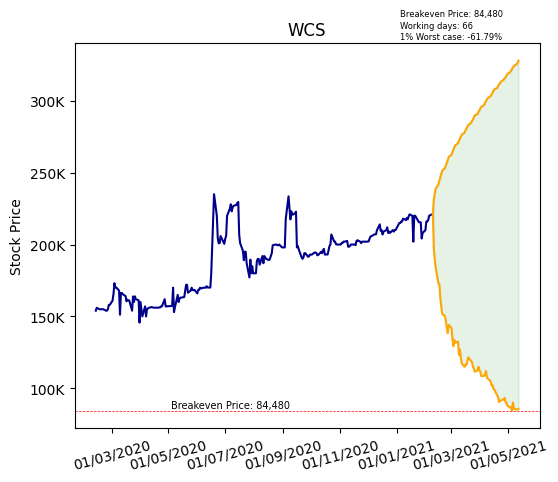 Breakeven Price: 84,480
Working days: 66
1% Worst case: -61.79%
WCS
Stock Price
300K
250K
200K
150K
100K
Breakeven Price: 84,480
01/03/2020
01/05/2020
01/07/2020
01/09/2020
01/11/2020
01/01/2021
01/03/2021
01/05/2021